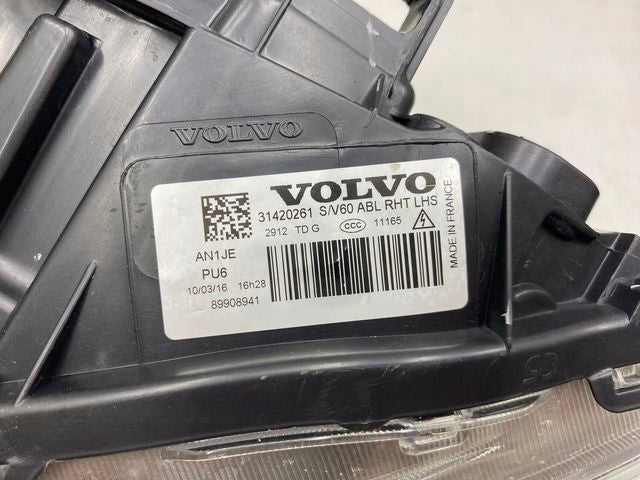 VOLVO
VOLVO
31420261 S/V60 ABL RHT LHS
2912 TD G CCC 11165
AN1JE
PU6
10/03/16 16h28
89908941
MADE IN FRANCE